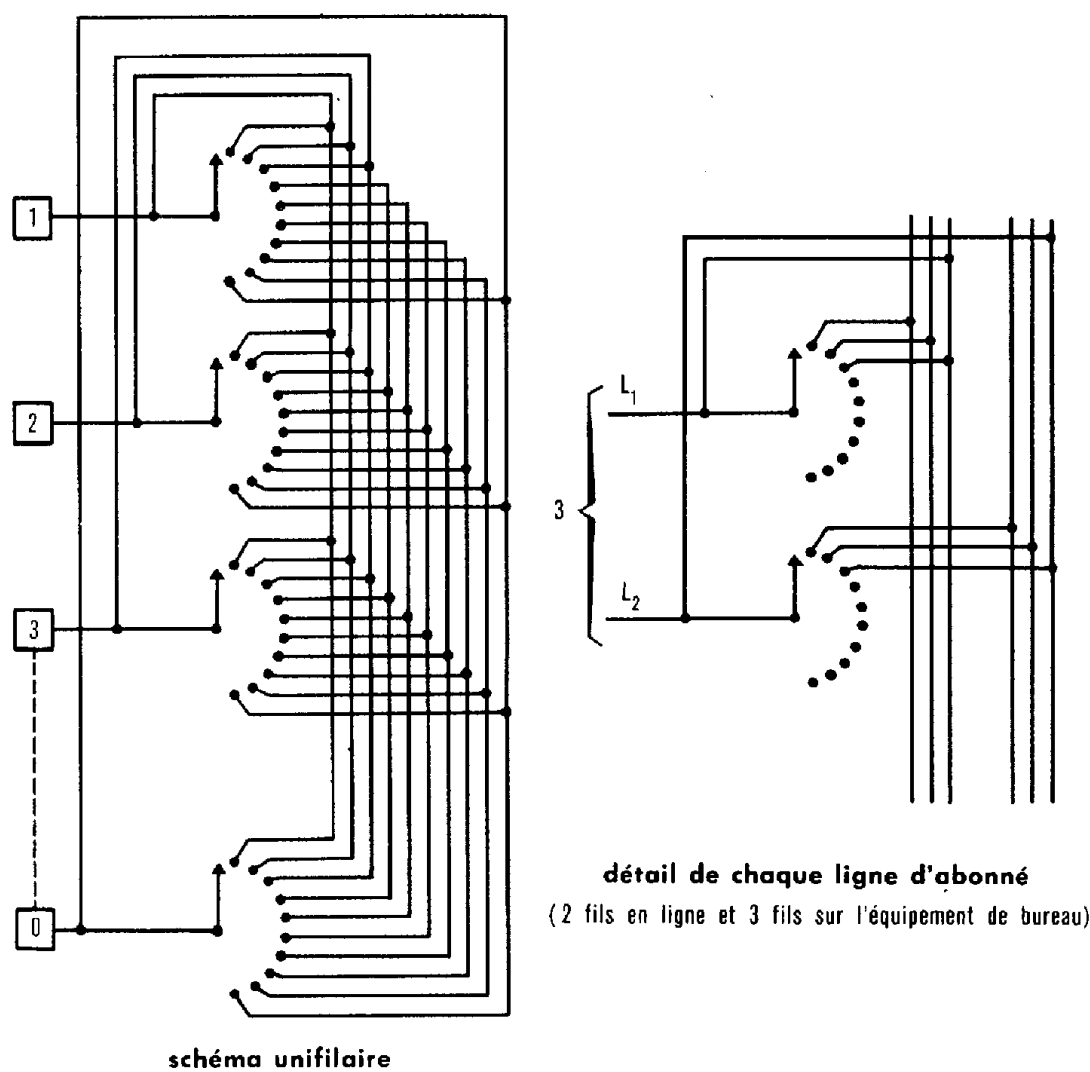 1
2
3
0
schéma unifilaire
3
L1
L2
détail de chaque ligne d'abonné
(2 fils en ligne et 3 fils sur l'équipement de bureau)